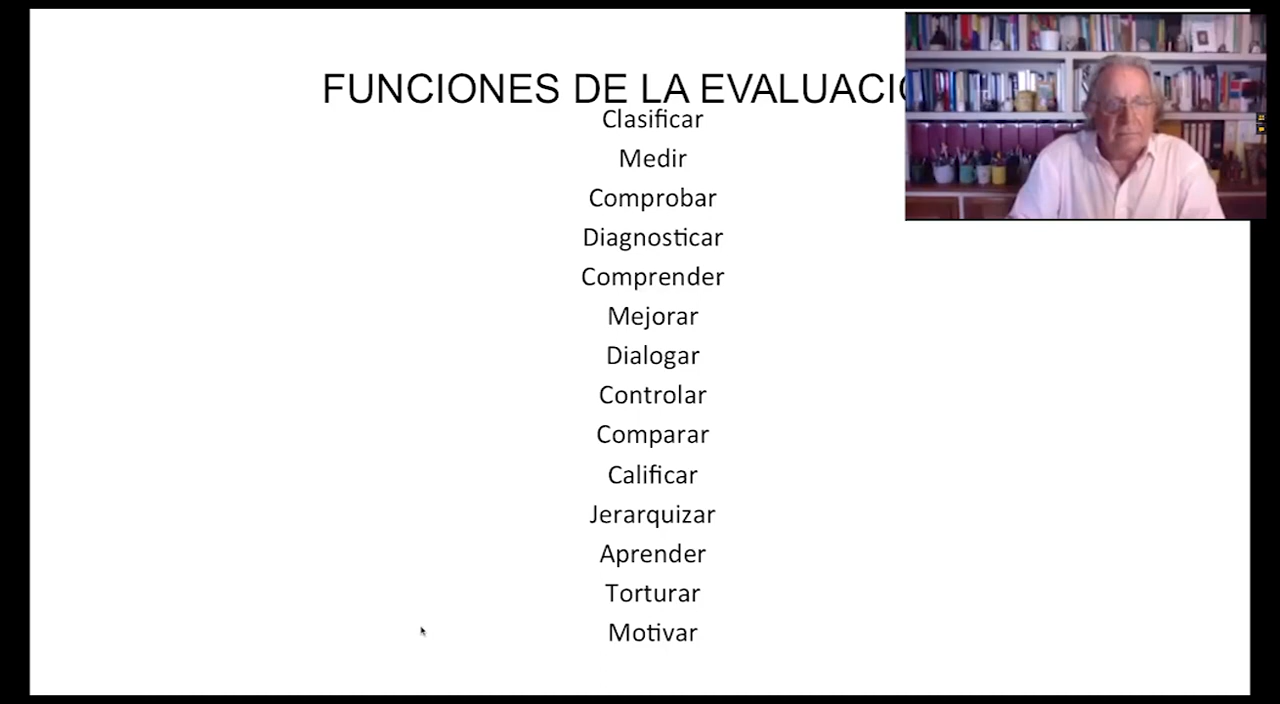 FUNCIONES DE LA EVALUACIO
Clasificar
Medir
Comprobar
Diagnosticar
Comprender
Mejorar
Dialogar
Controlar
Comparar
Calificar
Jerarquizar
Aprender
Torturar
Motivar